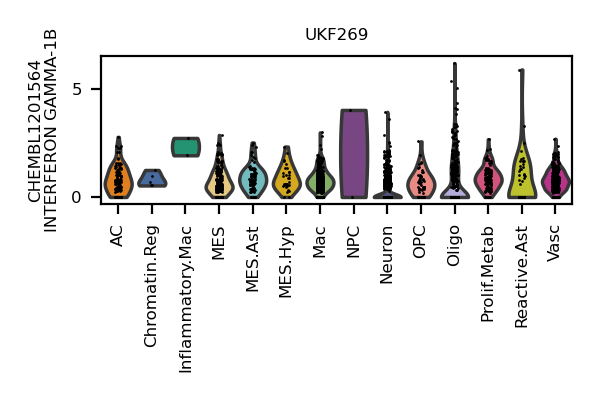 UKF269
CHEMBL1201564
INTERFERON GAMMA-1B
5
0
AC
Chromatin.Reg
Inflammatory.Mac
MES
MES.Ast
MES.Hyp
Mac
NPC
Neuron
OPC
Oligo
Prolif.Metab
Reactive.Ast
Vasc